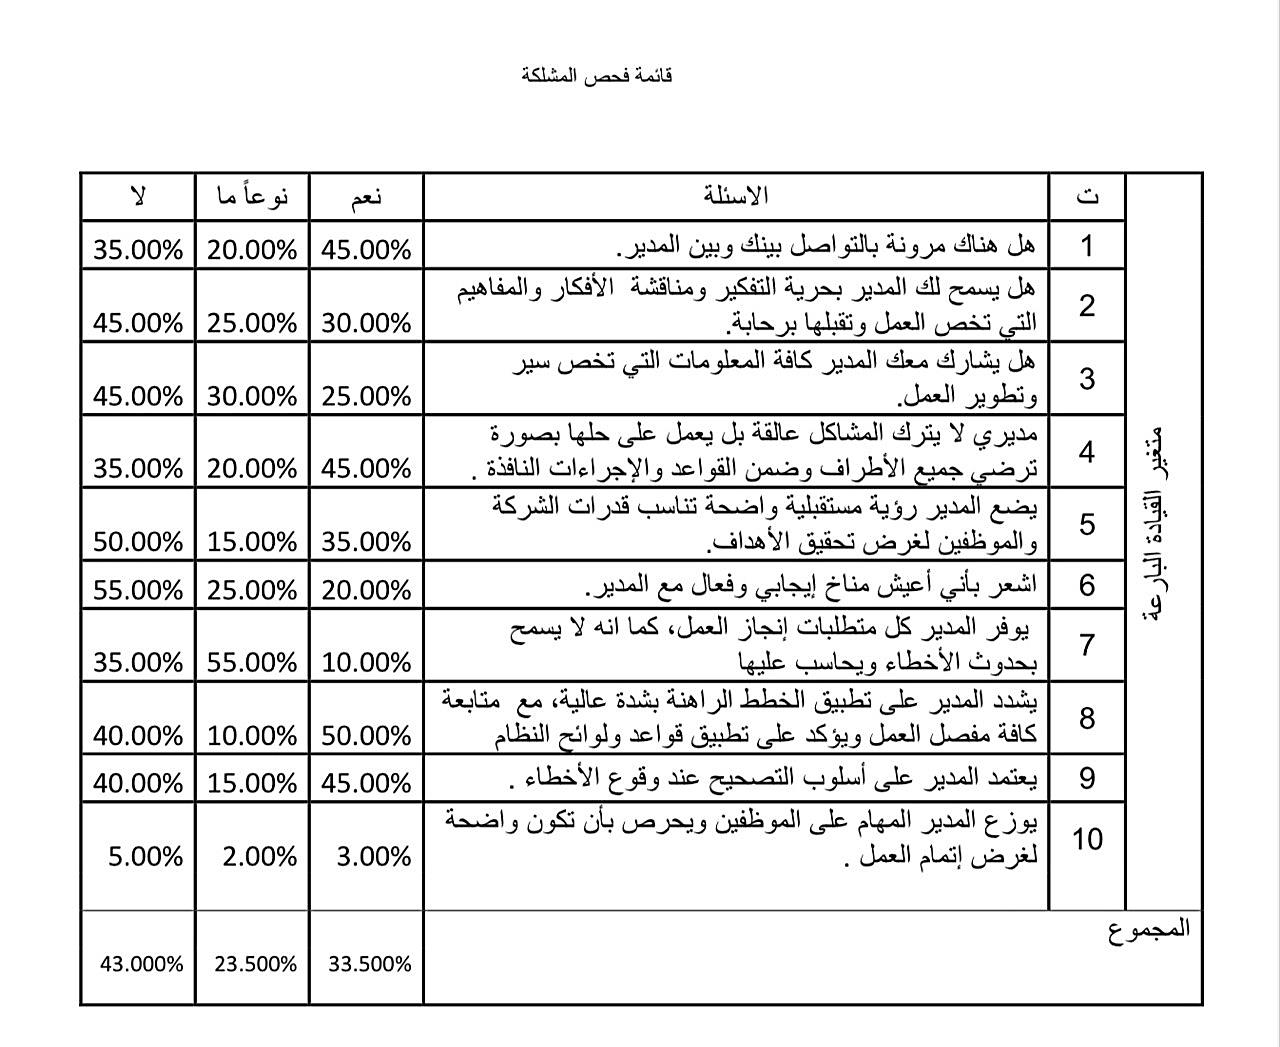 قائمة فحص المشلكة
متغير القيادة البارعة
ت الاسئلة نعم نوعاً ما لا
1 هل هناك مرونة بالتواصل بينك وبين المدير. 45.00% 20.00% 35.00%
هل يسمح لك المدير بحرية التفكير ومناقشة الأفكار والمفاهيم
2 التي تخص العمل وتقبلها برحابة. 30.00% 25.00% 45.00%
هل يشارك معك المدير كافة المعلومات التي تخص سير
3 وتطوير العمل. 25.00% 30.00% 45.00%
مديري لا يترك المشاكل عالقة بل يعمل على حلها بصورة
4 ترضي جميع الأطراف وضمن القواعد والإجراءات النافذة . 45.00% 20.00% 35.00%
يضع المدير رؤية مستقبلية واضحة تناسب قدرات الشركة
5 والموظفين لغرض تحقيق الأهداف. 35.00% 15.00% 50.00%
6 اشعر بأني أعيش مناخ إيجابي وفعال مع المدير. 20.00% 25.00% 55.00%
يوفر المدير كل متطلبات إنجاز العمل، كما انه لا يسمح
7 بحدوث الأخطاء ويحاسب عليها 10.00% 55.00% 35.00%
يشدد المدير على تطبيق الخطط الراهنة بشدة عالية، مع متابعة
8 كافة مفصل العمل ويؤكد على تطبيق قواعد ولوائح النظام 50.00% 10.00% 40.00%
9 يعتمد المدير على أسلوب التصحيح عند وقوع الأخطاء . 45.00% 15.00% 40.00%
يوزع المدير المهام على الموظفين ويحرص بأن تكون واضحة
10 لغرض إتمام العمل . 3.00% 2.00% 5.00%
المجموع 33.500% 23.500% 43.000%